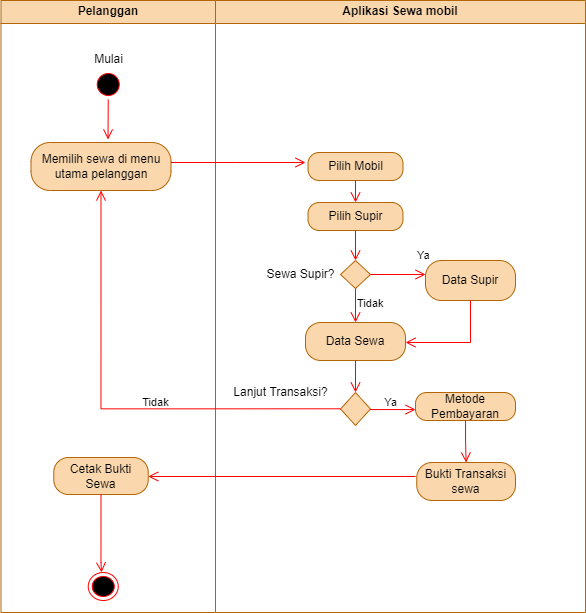 Pelanggan
Aplikasi Sewa mobil
Mulai
Memilih sewa di menu
utama pelanggan
Pilih Mobil
Pilih Supir
Sewa Supir?
Ya
Data Supir
Tidak
Data Sewa
Lanjut Transaksi?
Tidak
Ya
Metode
Pembayaran
Cetak Bukti
Sewa
Bukti Transaksi
sewa